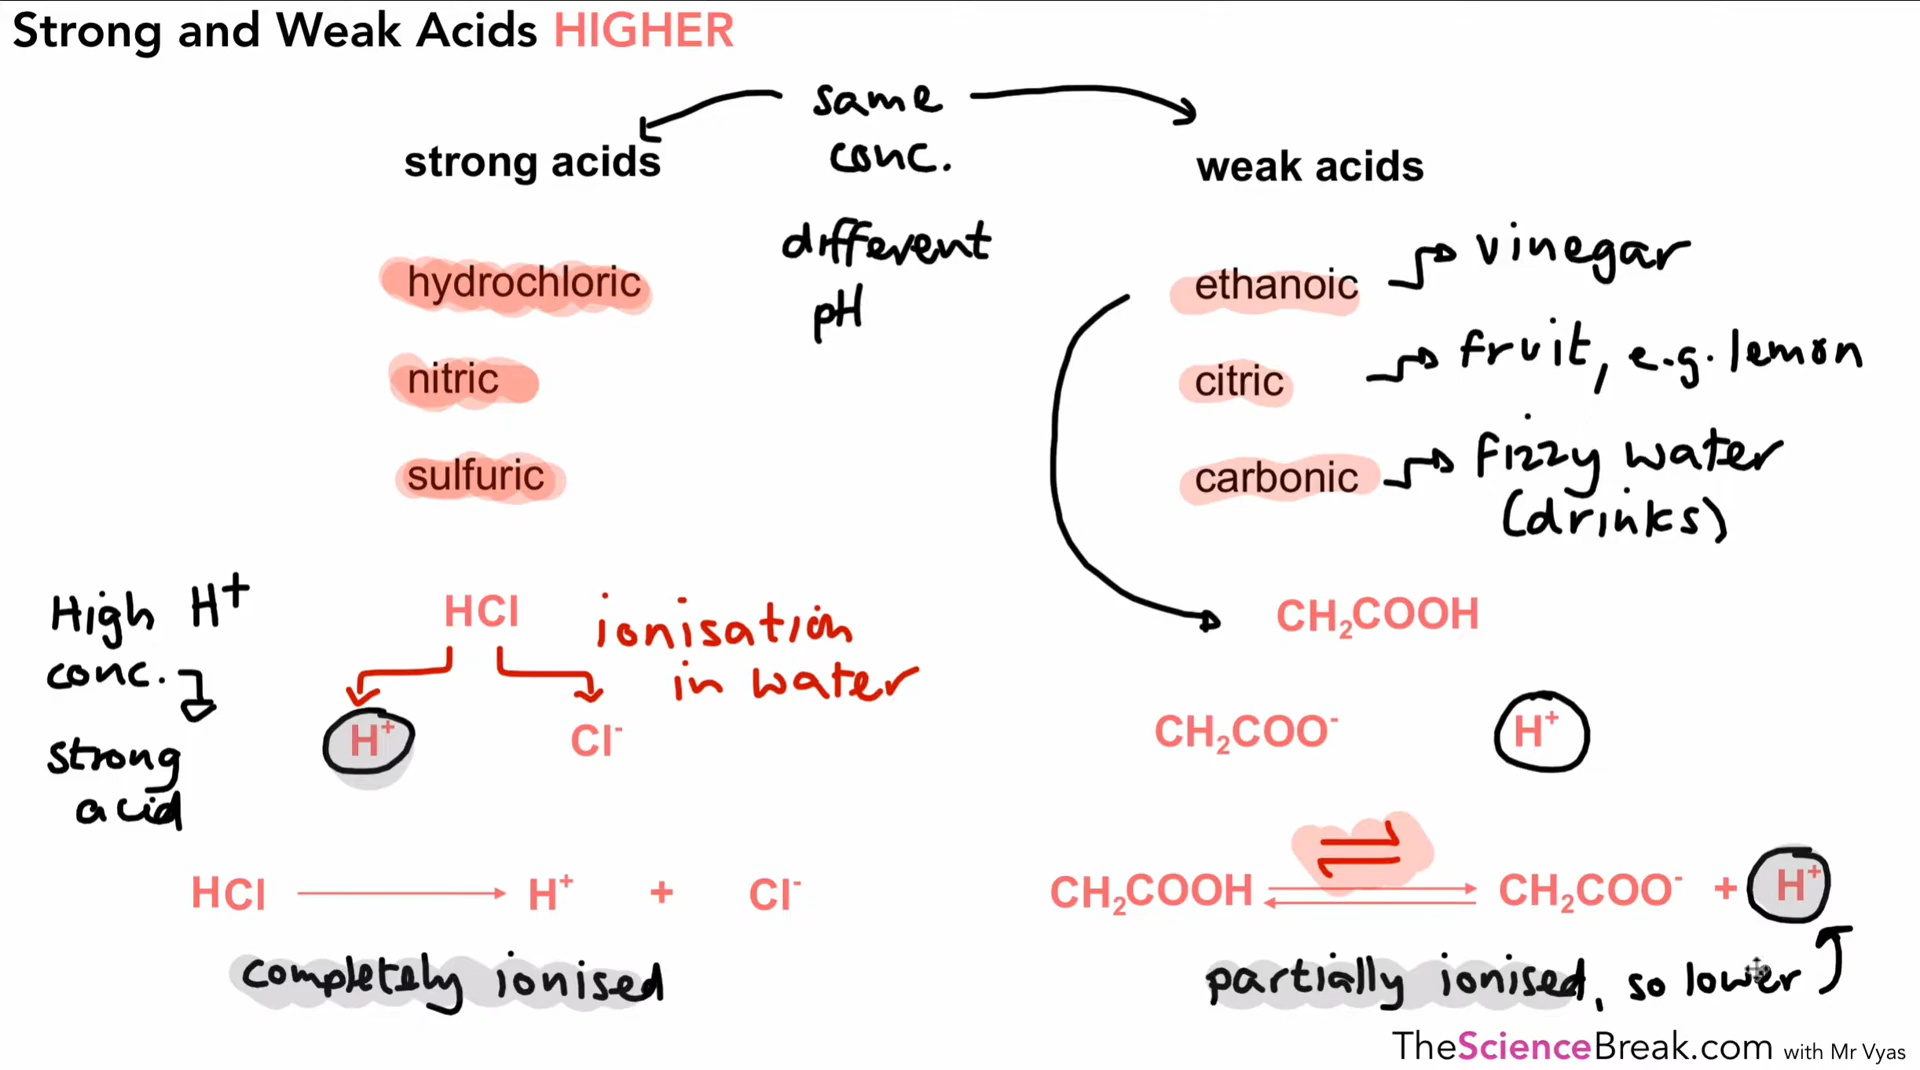 Strong and Weak Acids HIGHER
same
conc.
strong acids
weak acids
different
pH
hydrochloric
nitric
sulfuric
ethanoic
vinegar
citric
fruit, e.g. lemon
carbonic
fizzy water
(drinks)
High H⁺
conc.
strong
acid
HCl
ionisation
in water
H⁺
Cl⁻
CH₂COOH
CH₂COO⁻
H⁺
HCl → H⁺ + Cl⁻
completely ionised
⇌
CH₂COOH ⇌ CH₂COO⁻ + H⁺
partially ionised, so lower
TheScienceBreak.com with Mr Vyas